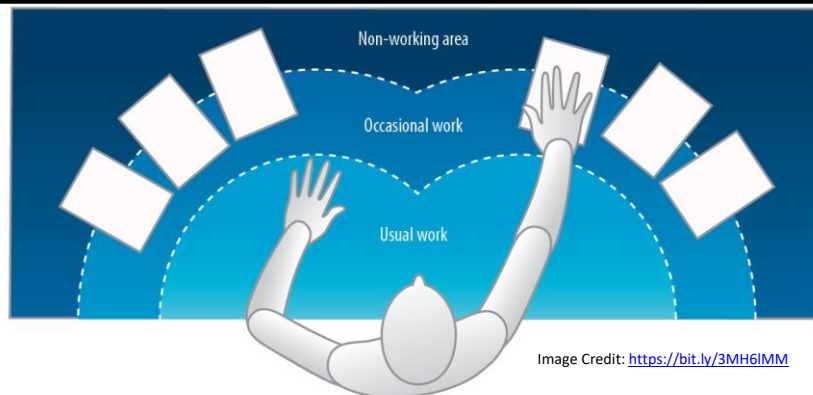 Non-working area
Occasional work
Usual work
Image Credit: https://bit.ly/3MH6lMM